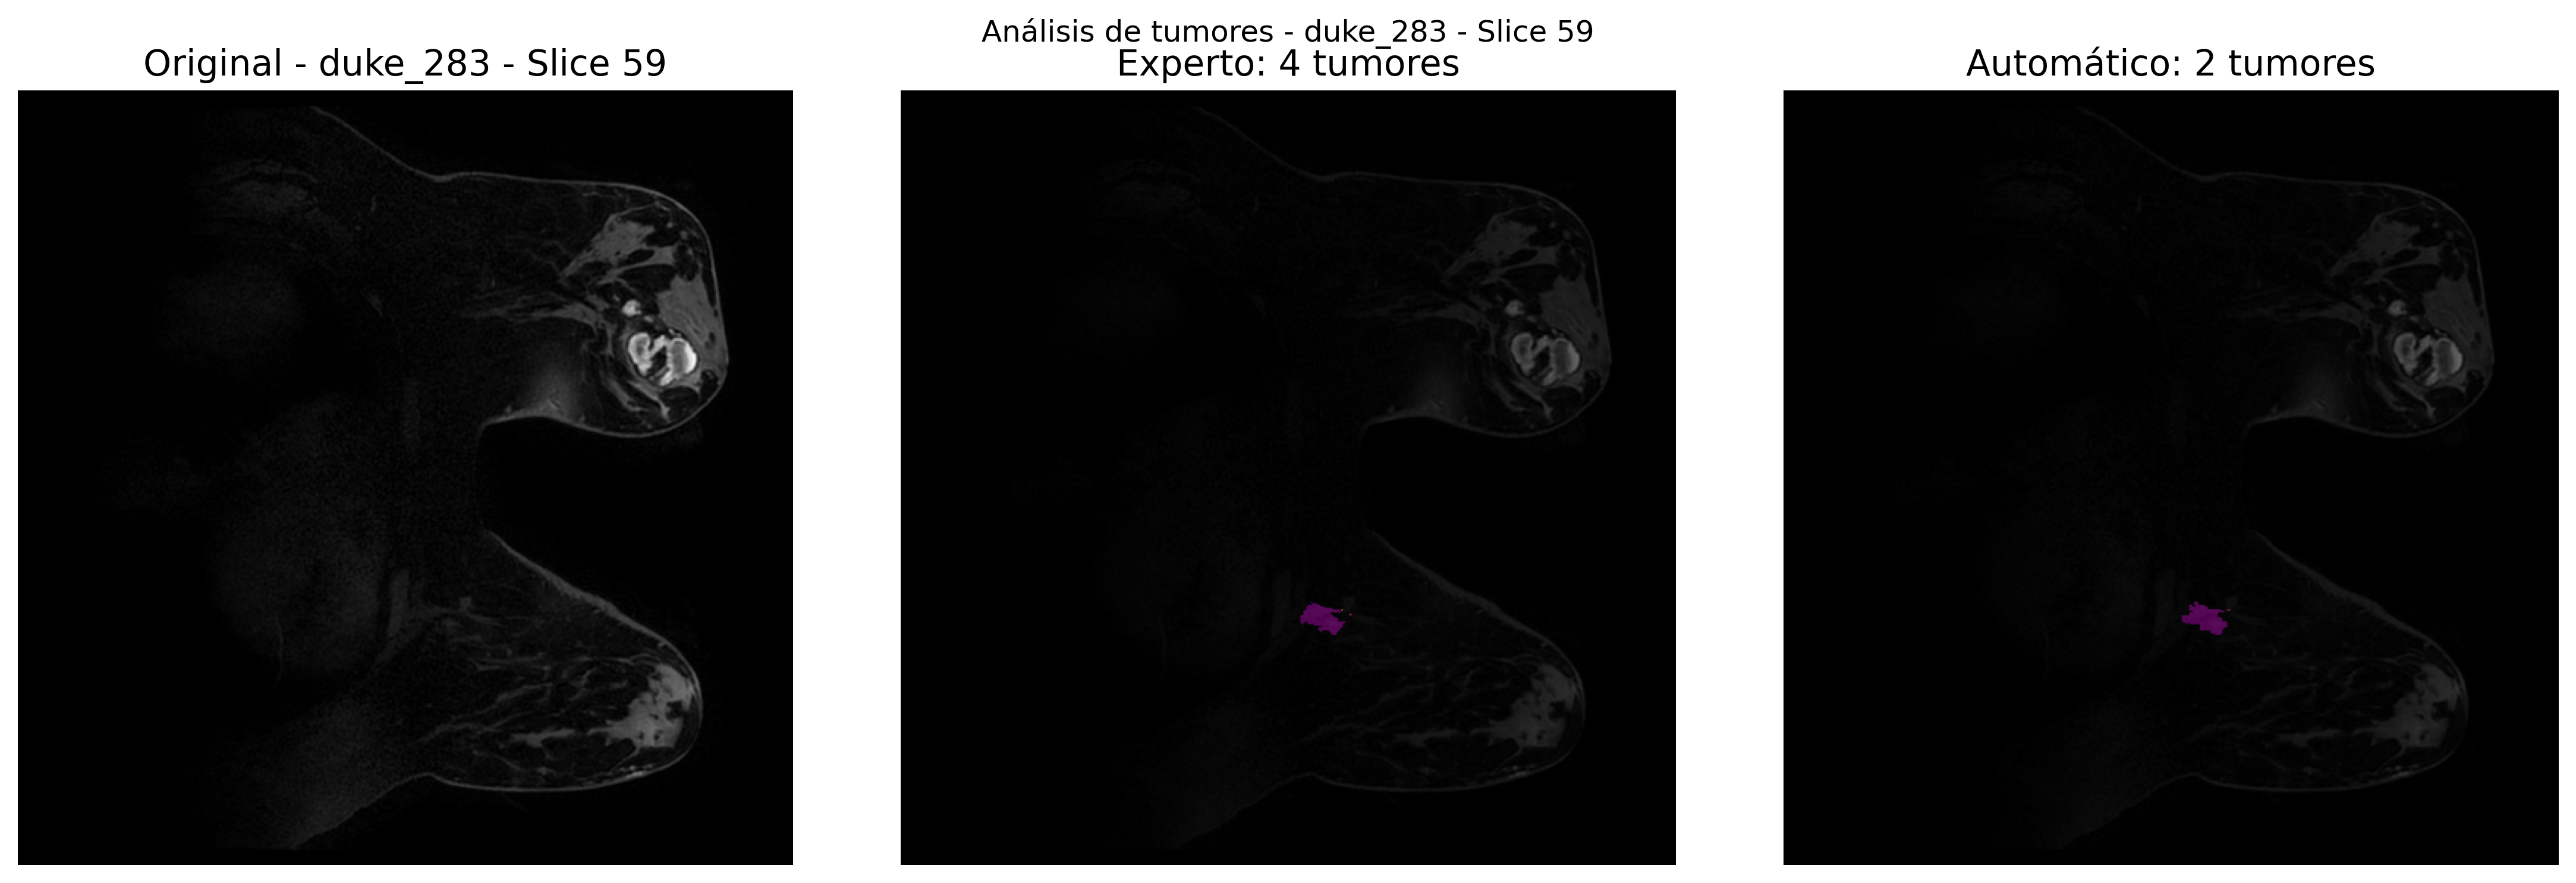 Análisis de tumores - duke_283 - Slice 59
Original - duke_283 - Slice 59
Experto: 4 tumores
Automático: 2 tumores